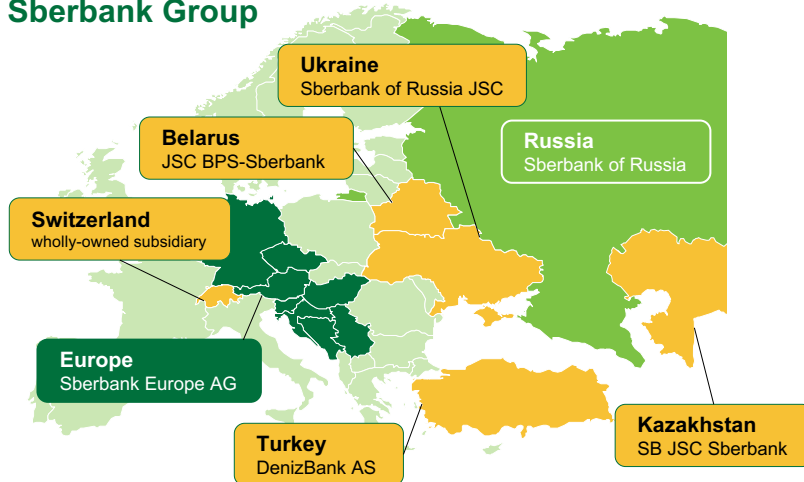 Sberbank Group
Ukraine
Sberbank of Russia JSC
Belarus
JSC BPS-Sberbank
Russia
Sberbank of Russia
Switzerland
wholly-owned subsidiary
Europe
Sberbank Europe AG
Turkey
DenizBank AS
Kazakhstan
SB JSC Sberbank